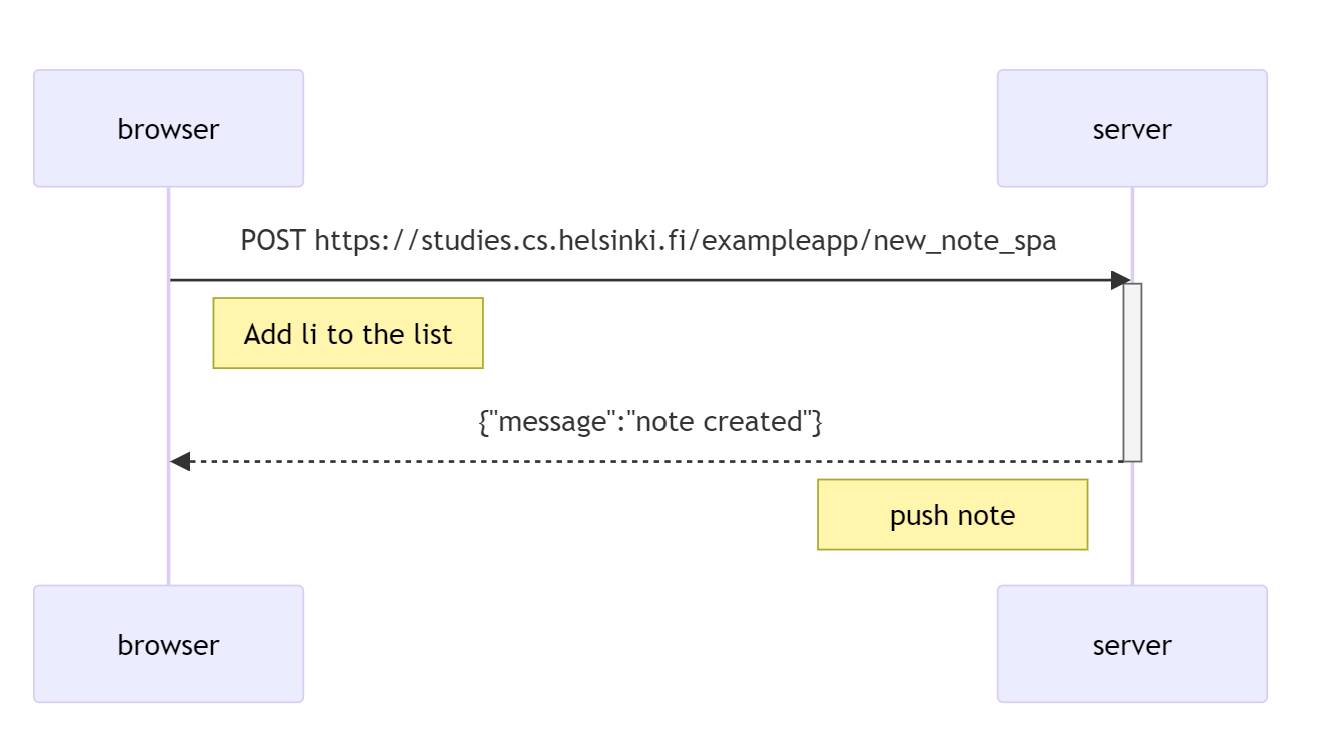 browser
server
POST https://studies.cs.helsinki.fi/exampleapp/new_note_spa
Add li to the list
{"message":"note created"}
push note
browser
server